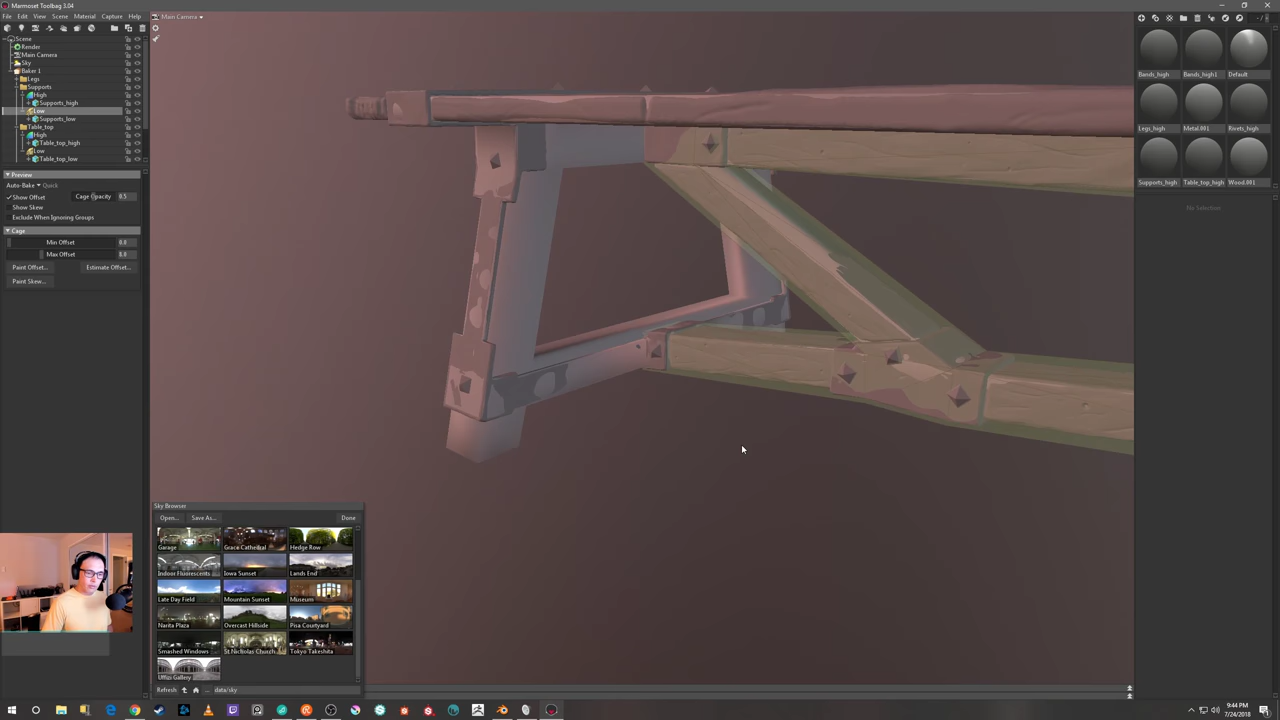 Marmoset Toolbag 3.04
File Edit View Scene Material Capture Help
Main Camera
Scene
Render
Main Camera
Sky
Baker 1
Legs
Supports
High
Supports_high
Low
Supports_low
Table_top
High
Table_top_high
Low
Table_top_low
Preview
Auto-Bake Quick
Show Offset Cage Opacity 0.5
Show Skew
Exclude When Ignoring Groups
Cage
Min Offset 0.0
Max Offset 8.0
Paint Offset... Estimate Offset...
Paint Skew...
Bands_high Bands_high1 Default
Legs_high Metal.001 Rivets_high
Supports_high Table_top_high Wood.001
No Selection
Sky Browser
Open... Save As... Done
Garage Grace Cathedral Hedge Row
Indoor Fluorescents Iowa Sunset Lands End
Late Day Field Mountain Sunset Museum
Narita Plaza Overcast Hillside Pisa Courtyard
Smashed Windows St.Nicholas Church... Tokyo Takeshita
Uffizi Gallery
Refresh ... data/sky
9:44 PM
7/24/2018